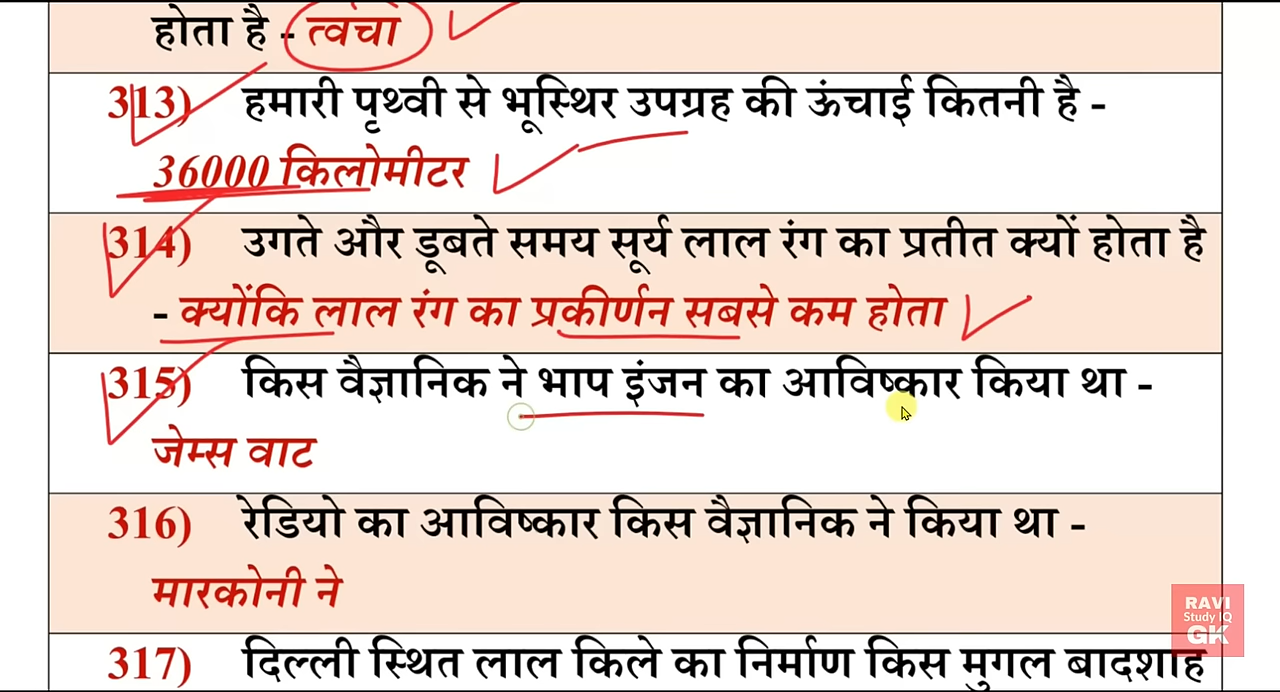 होता है - त्वचा
313) हमारी पृथ्वी से भूस्थिर उपग्रह की ऊंचाई कितनी है -
36000 किलोमीटर
314) उगते और डूबते समय सूर्य लाल रंग का प्रतीत क्यों होता है
- क्योंकि लाल रंग का प्रकीर्णन सबसे कम होता
315) किस वैज्ञानिक ने भाप इंजन का आविष्कार किया था -
जेम्स वाट
316) रेडियो का आविष्कार किस वैज्ञानिक ने किया था -
मारकोनी ने
317) दिल्ली स्थित लाल किले का निर्माण किस मुगल बादशाह
RAVI
Study IQ
GK